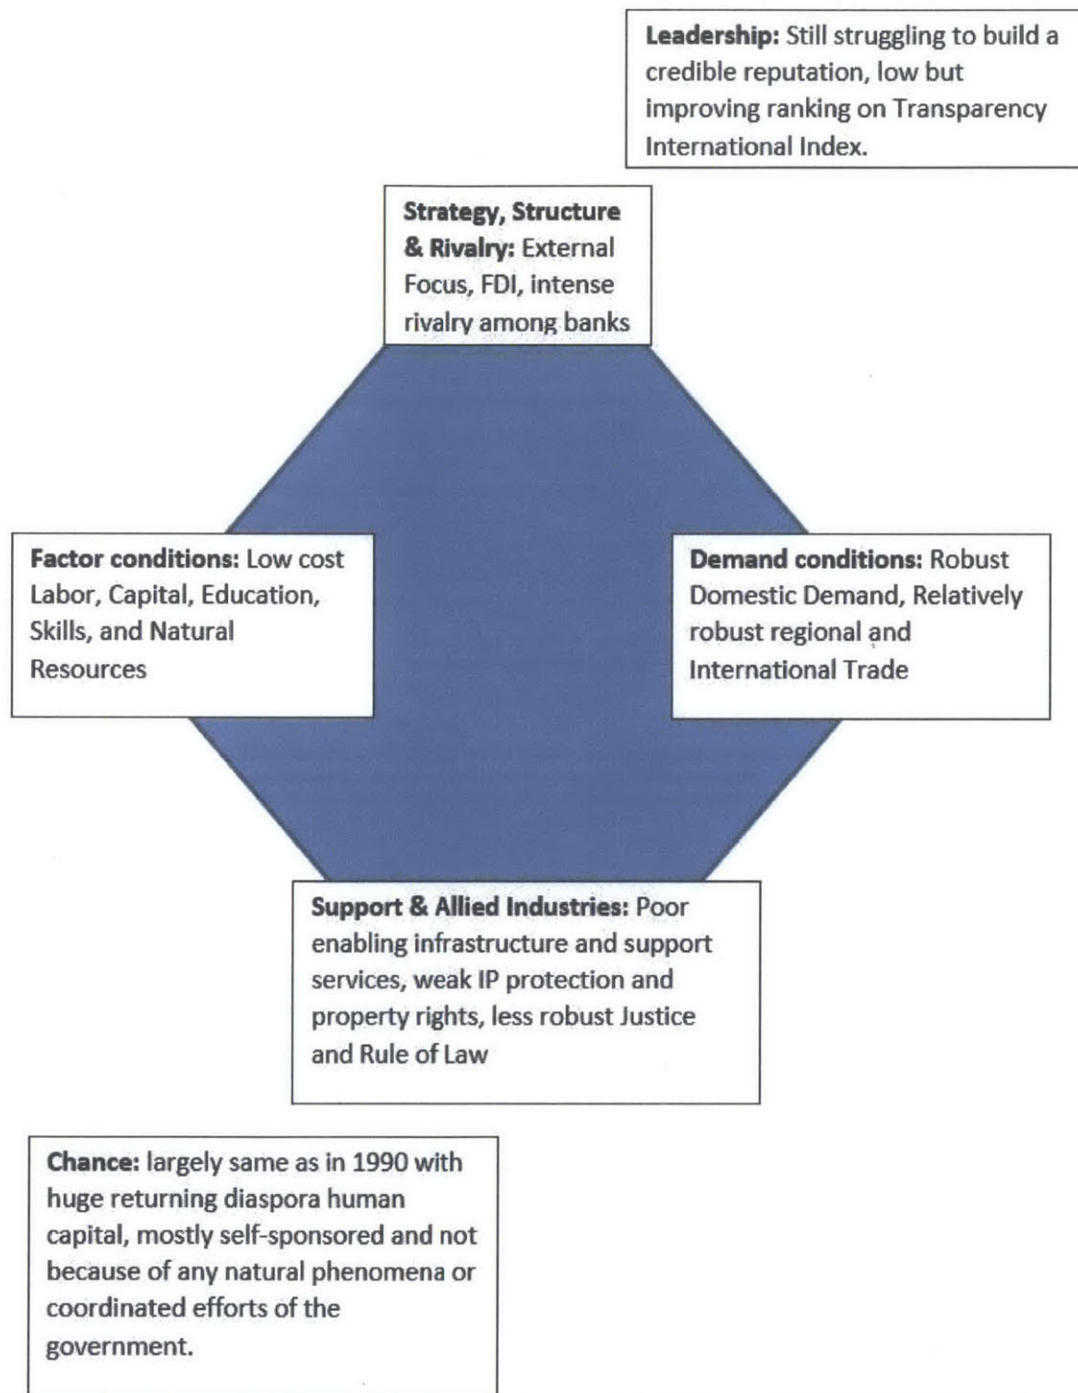 Leadership: Still struggling to build a
credible reputation, low but
improving ranking on Transparency
International Index.
Strategy, Structure
& Rivalry: External
Focus, FDI, intense
rivalry among banks
Factor conditions: Low cost
Labor, Capital, Education,
Skills, and Natural
Resources
Demand conditions: Robust
Domestic Demand, Relatively
robust regional and
International Trade
Support & Allied Industries: Poor
enabling infrastructure and support
services, weak IP protection and
property rights, less robust Justice
and Rule of Law
Chance: largely same as in 1990 with
huge returning diaspora human
capital, mostly self-sponsored and not
because of any natural phenomena or
coordinated efforts of the
government.